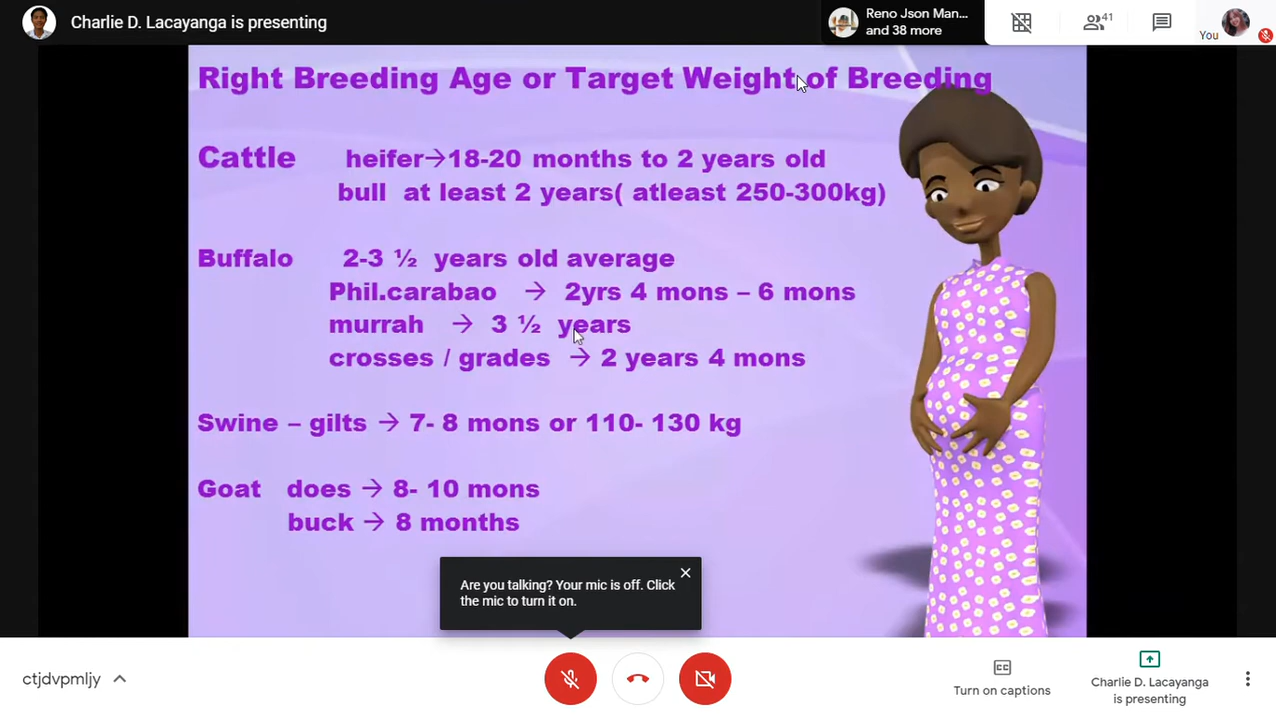 Charlie D. Lacayanga is presenting
Reno Json Man...
and 38 more
41
You
Right Breeding Age or Target Weight of Breeding
Cattle heifer→18-20 months to 2 years old
bull at least 2 years( atleast 250-300kg)
Buffalo 2-3 ½ years old average
Phil.carabao → 2yrs 4 mons – 6 mons
murrah → 3 ½ years
crosses / grades → 2 years 4 mons
Swine – gilts → 7- 8 mons or 110- 130 kg
Goat does → 8- 10 mons
buck → 8 months
Are you talking? Your mic is off. Click
the mic to turn it on.
ctjdvpmljy
CC
Turn on captions
Charlie D. Lacayanga
is presenting